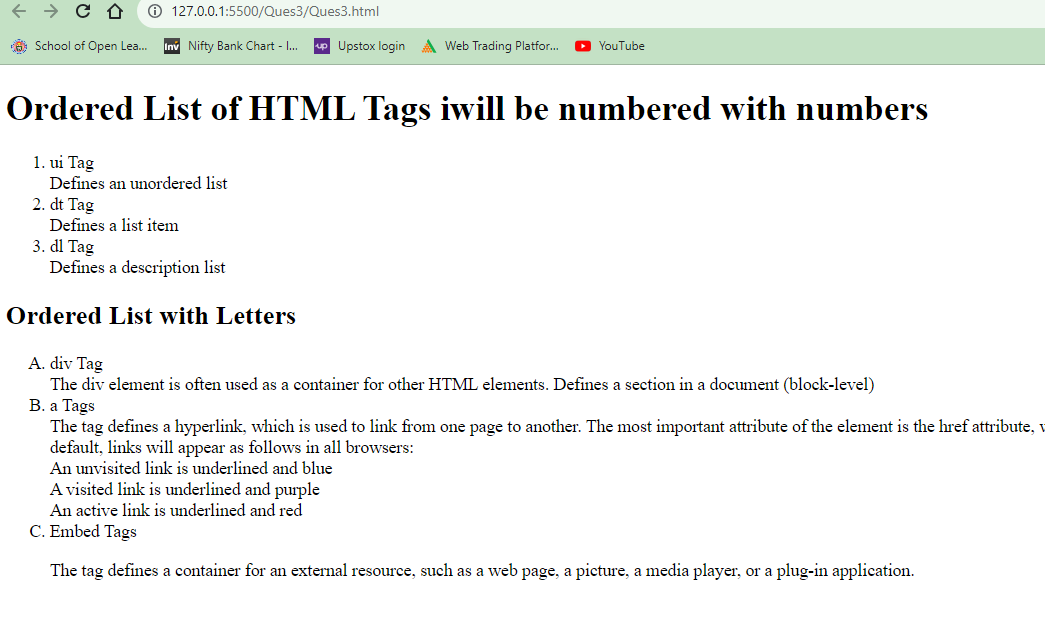 127.0.0.1:5500/Ques3/Ques3.html
School of Open Lea... Inv Nifty Bank Chart - I... up Upstox login Web Trading Platfor... YouTube
Ordered List of HTML Tags iwill be numbered with numbers
1. ui Tag
Defines an unordered list
2. dt Tag
Defines a list item
3. dl Tag
Defines a description list
Ordered List with Letters
A. div Tag
The div element is often used as a container for other HTML elements. Defines a section in a document (block-level)
B. a Tags
The tag defines a hyperlink, which is used to link from one page to another. The most important attribute of the element is the href attribute,
default, links will appear as follows in all browsers:
An unvisited link is underlined and blue
A visited link is underlined and purple
An active link is underlined and red
C. Embed Tags
The tag defines a container for an external resource, such as a web page, a picture, a media player, or a plug-in application.